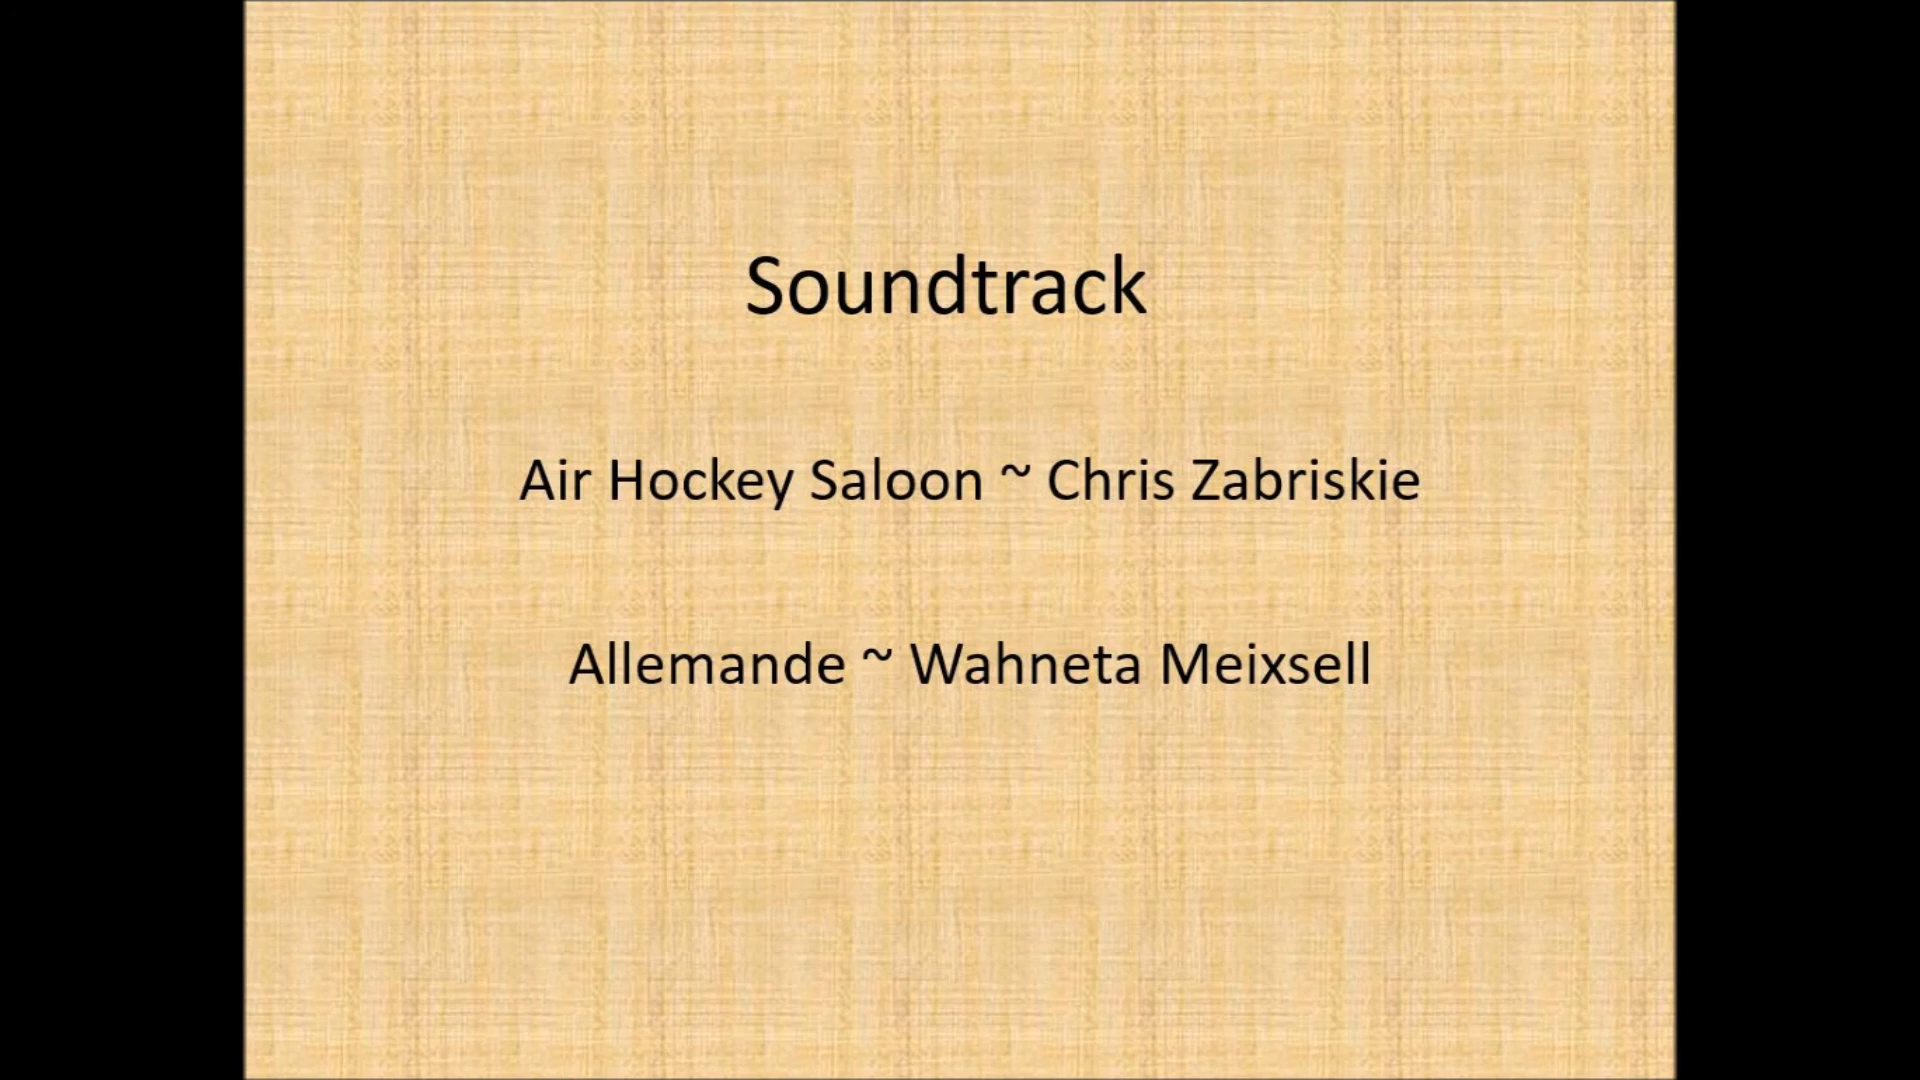 Soundtrack
Air Hockey Saloon ~ Chris Zabriskie
Allemande ~ Wahneta Meixsell